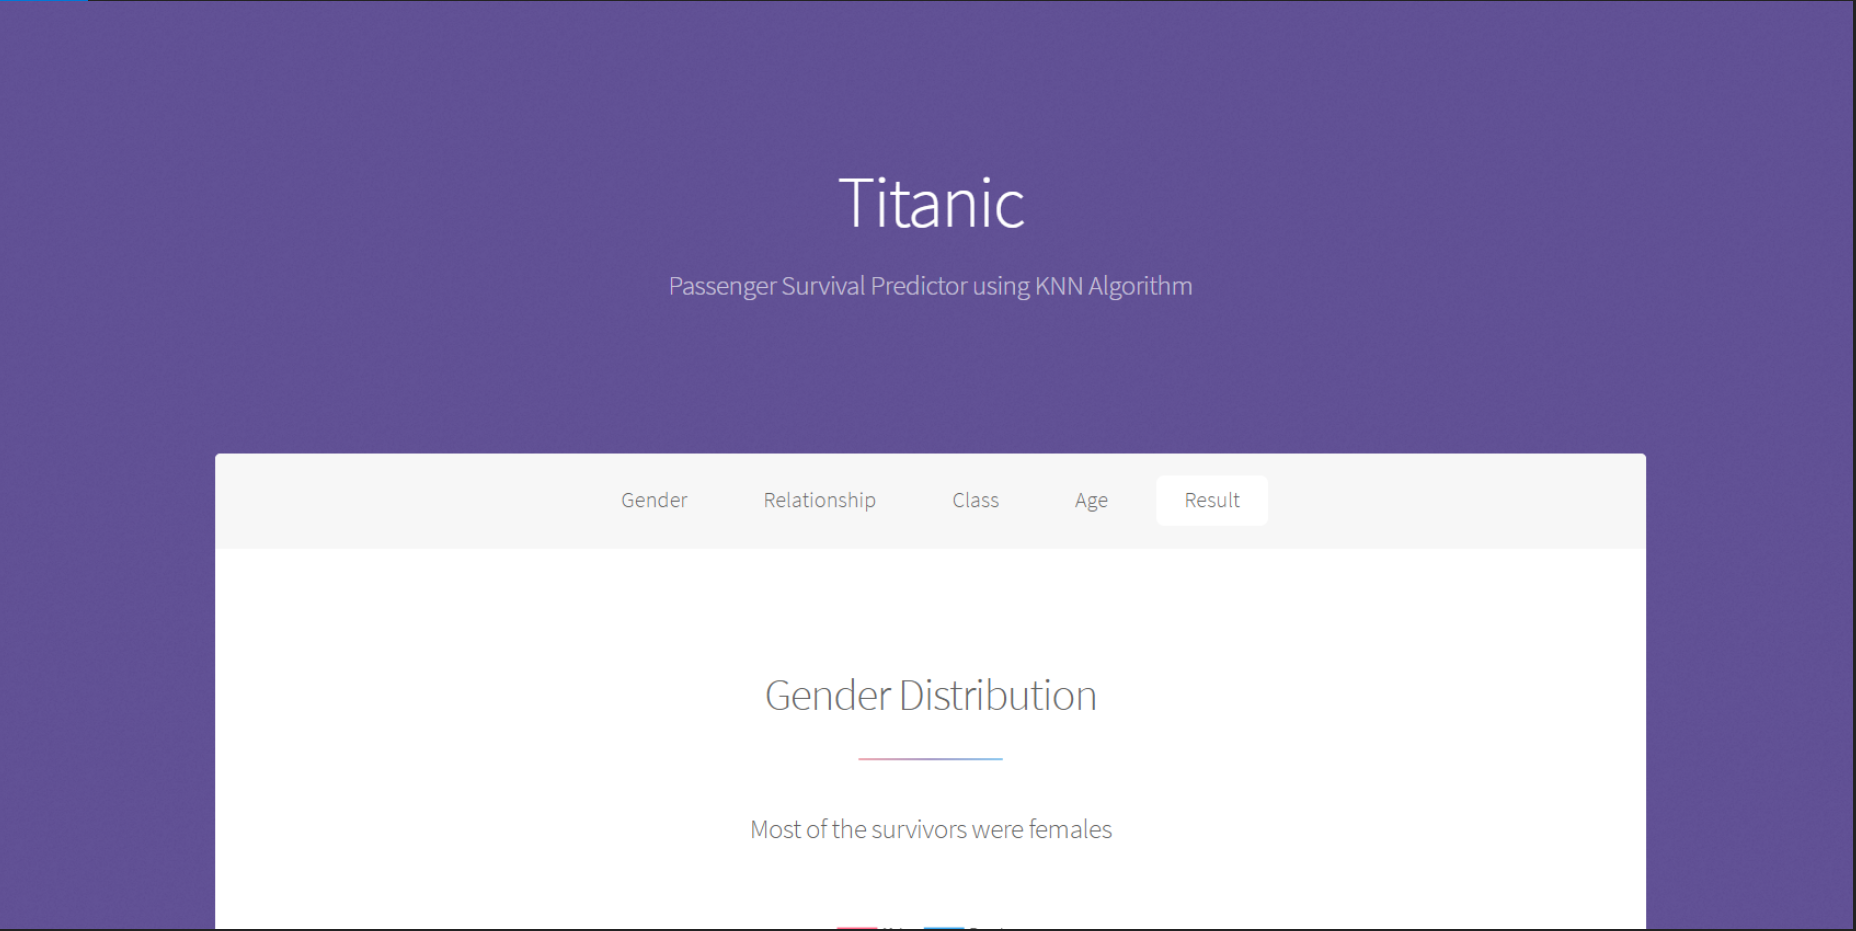 Titanic
Passenger Survival Predictor using KNN Algorithm
Gender Relationship Class Age Result
Gender Distribution
Most of the survivors were females